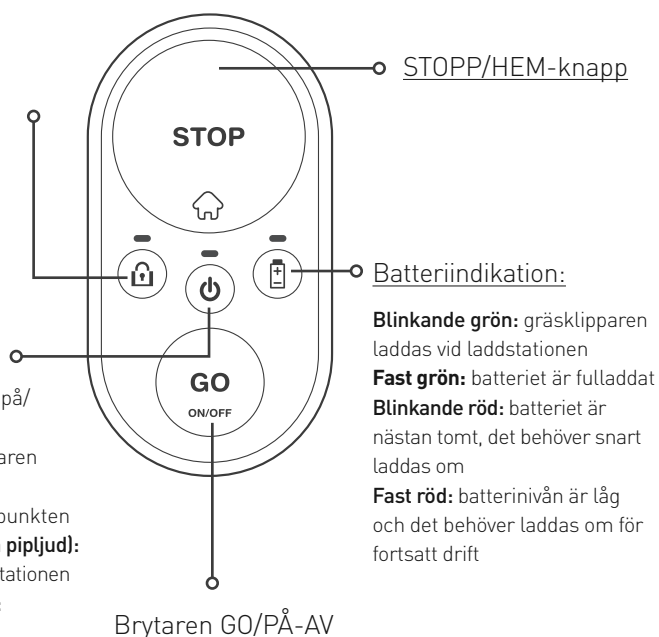 STOPP/HEM-knapp
STOP
Batteriindikation:
Blinkande grön: gräsklipparen
laddas vid laddstationen
Fast grön: batteriet är fulladdat
Blinkande röd: batteriet är
nästan tomt, det behöver snart
laddas om
Fast röd: batterinivån är låg
och det behöver laddas om för
fortsatt drift
GO
ON/OFF
på/
aren
punkten
pipljud):
tationen
Brytaren GO/PÅ-AV